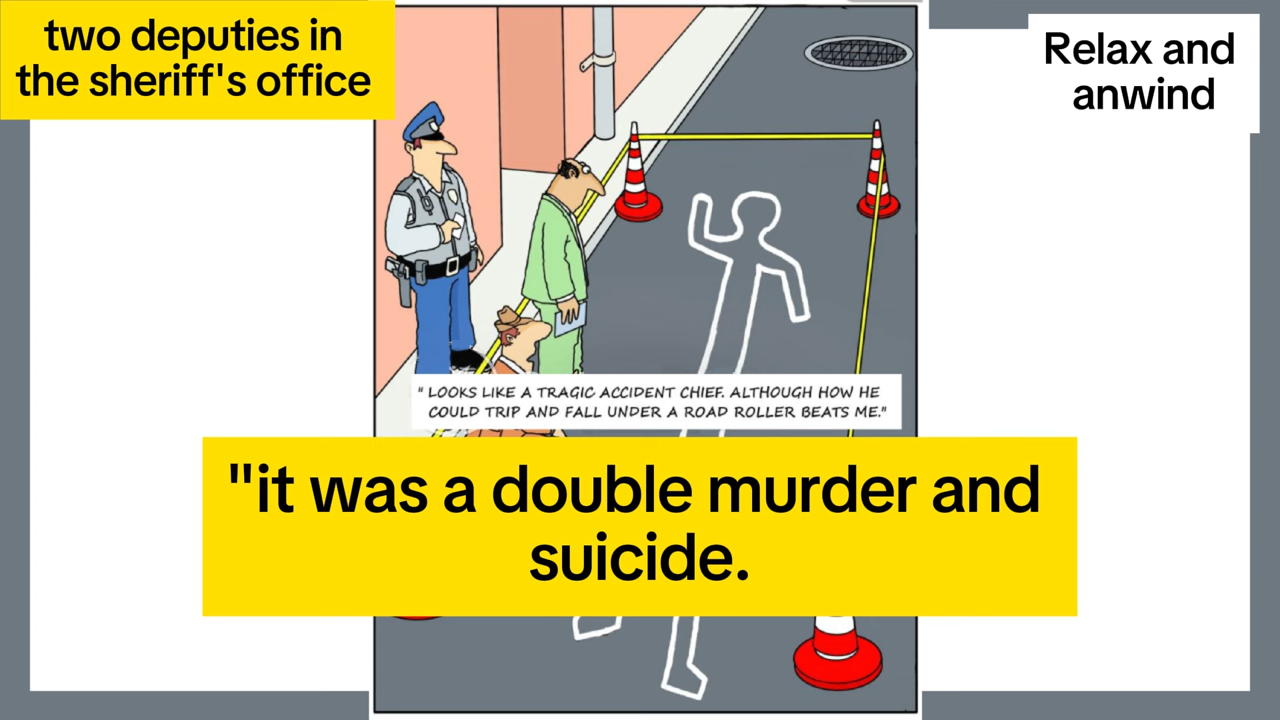 two deputies in
the sheriff's office
Relax and
anwind
" LOOKS LIKE A TRAGIC ACCIDENT CHIEF. ALTHOUGH HOW HE
COULD TRIP AND FALL UNDER A ROAD ROLLER BEATS ME."
"it was a double murder and
suicide.